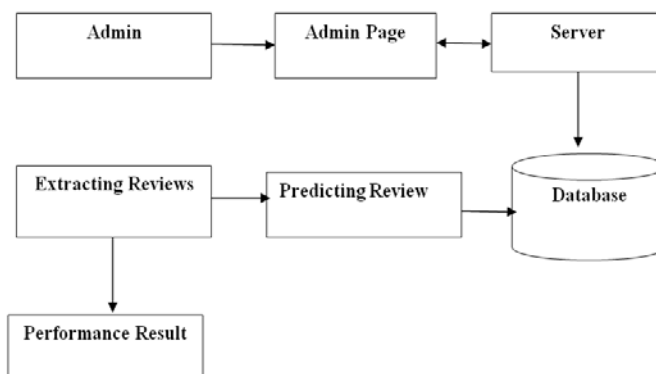 Admin
Admin Page
Server
Extracting Reviews
Predicting Review
Database
Performance Result